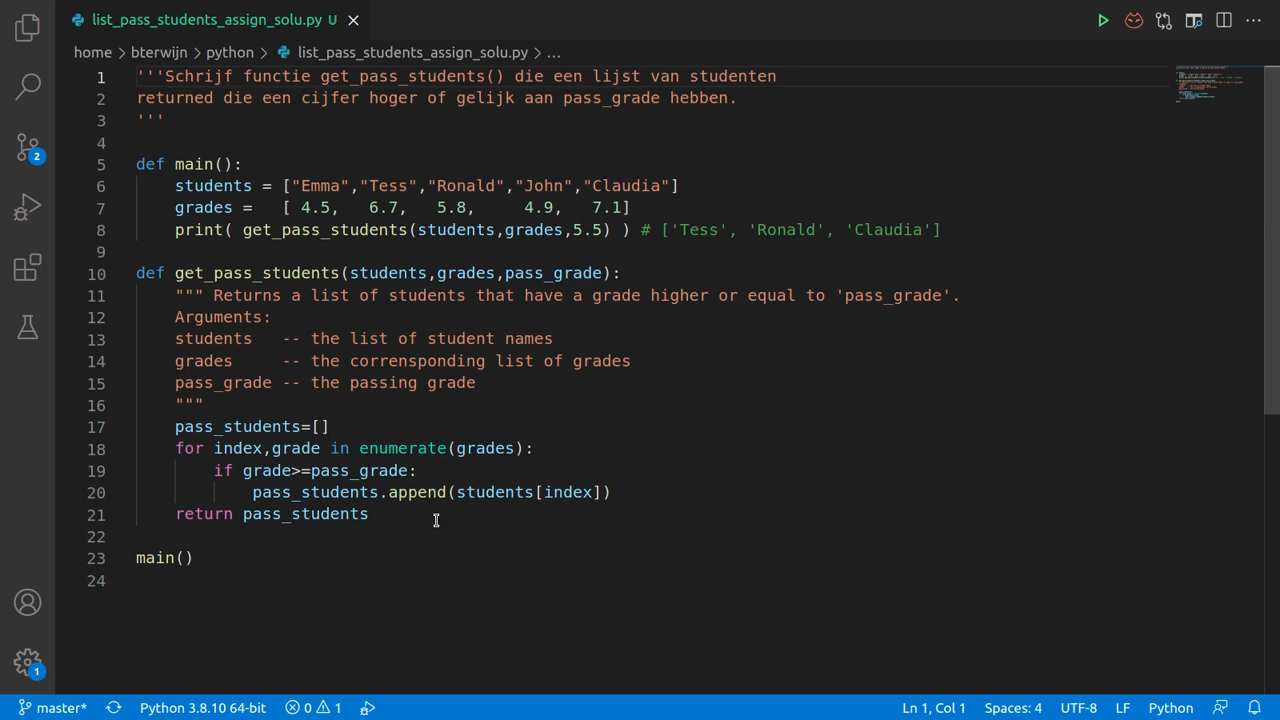 list_pass_students_assign_solu.py U
home > bterwijn > python > list_pass_students_assign_solu.py > ...
1 '''Schrijf functie get_pass_students() die een lijst van studenten
2 returned die een cijfer hoger of gelijk aan pass_grade hebben.
3 '''
4
5 def main():
6     students = ["Emma","Tess","Ronald","John","Claudia"]
7     grades =   [ 4.5,   6.7,   5.8,     4.9,   7.1]
8     print( get_pass_students(students,grades,5.5) ) # ['Tess', 'Ronald', 'Claudia']
9
10 def get_pass_students(students,grades,pass_grade):
11     """ Returns a list of students that have a grade higher or equal to 'pass_grade'.
12     Arguments:
13     students   -- the list of student names
14     grades     -- the corrensponding list of grades
15     pass_grade -- the passing grade
16     """
17     pass_students=[]
18     for index,grade in enumerate(grades):
19         if grade>=pass_grade:
20             pass_students.append(students[index])
21     return pass_students
22
23 main()
24
2
1
master* Python 3.8.10 64-bit 0 1 Ln 1, Col 1 Spaces: 4 UTF-8 LF Python